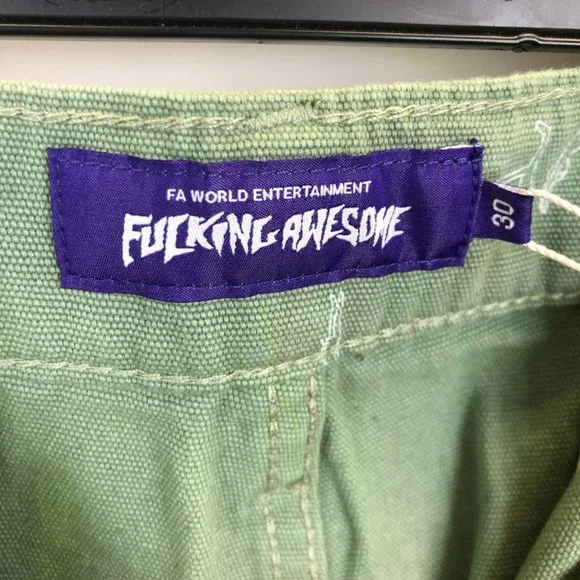 FA WORLD ENTERTAINMENT
FUCKING AWESOME
30